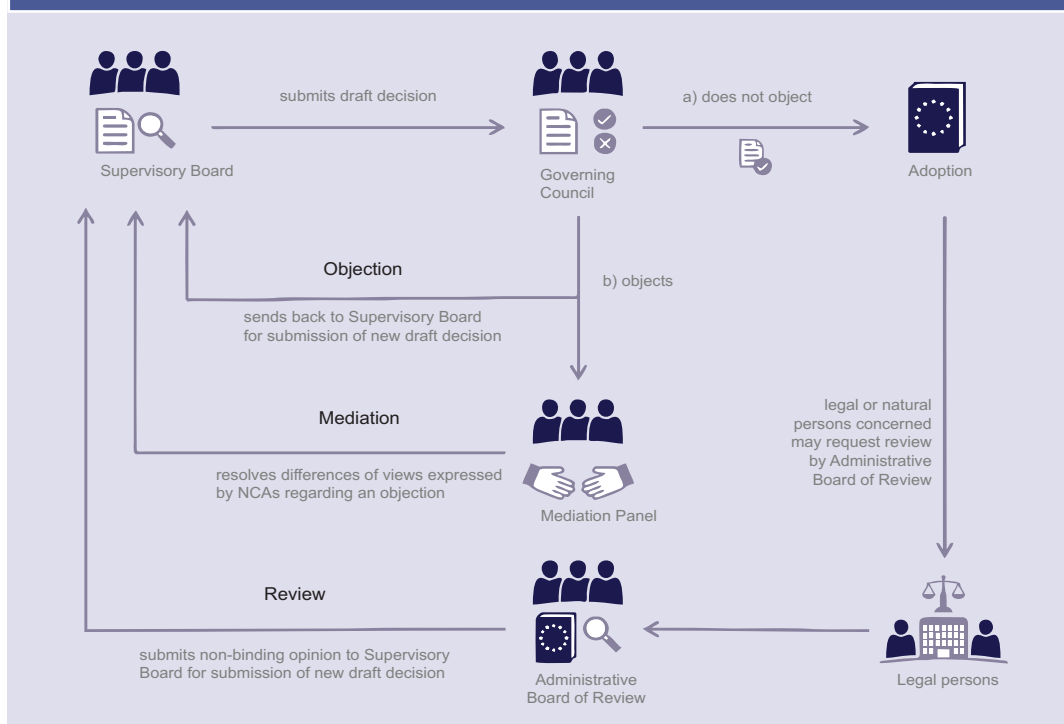 submits draft decision
a) does not object
Supervisory Board
Governing
Council
Adoption
Objection
b) objects
sends back to Supervisory Board
for submission of new draft decision
Mediation
resolves differences of views expressed
by NCAs regarding an objection
Mediation Panel
legal or natural
persons concerned
may request review
by Administrative
Board of Review
Review
submits non-binding opinion to Supervisory
Board for submission of new draft decision
Administrative
Board of Review
Legal persons